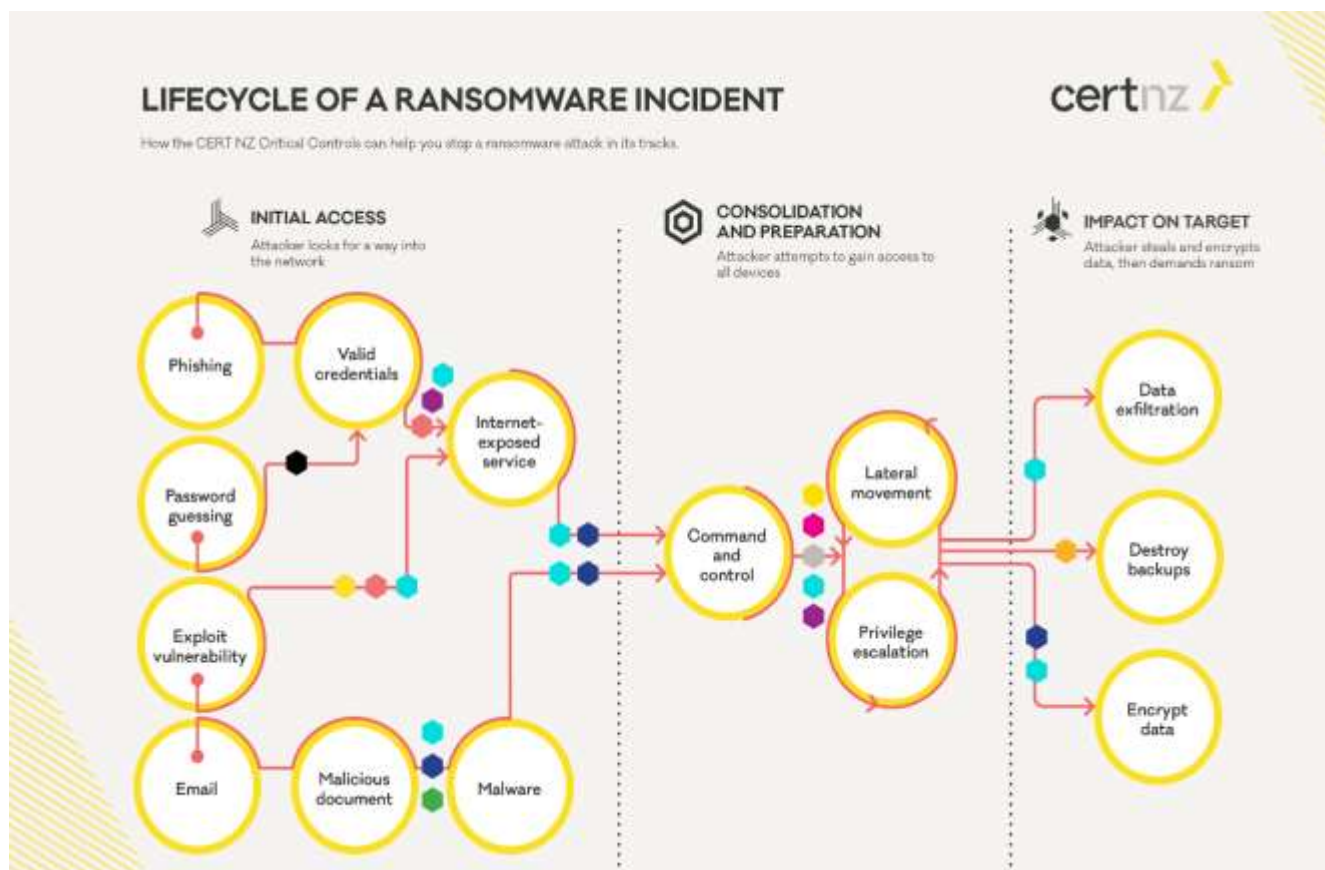 LIFECYCLE OF A RANSOMWARE INCIDENT
certnz
How the CERT NZ Critical Controls can help you stop a ransomware attack in its tracks.
INITIAL ACCESS
Attacker looks for a way into
the network
CONSOLIDATION
AND PREPARATION
Attacker attempts to gain access to
all devices
IMPACT ON TARGET
Attacker steals and encrypts
data, then demands ransom
Phishing
Valid
credentials
Internet-
exposed
service
Password
guessing
Exploit
vulnerability
Email
Malicious
document
Malware
Command
and
control
Lateral
movement
Privilege
escalation
Data
exfiltration
Destroy
backups
Encrypt
data